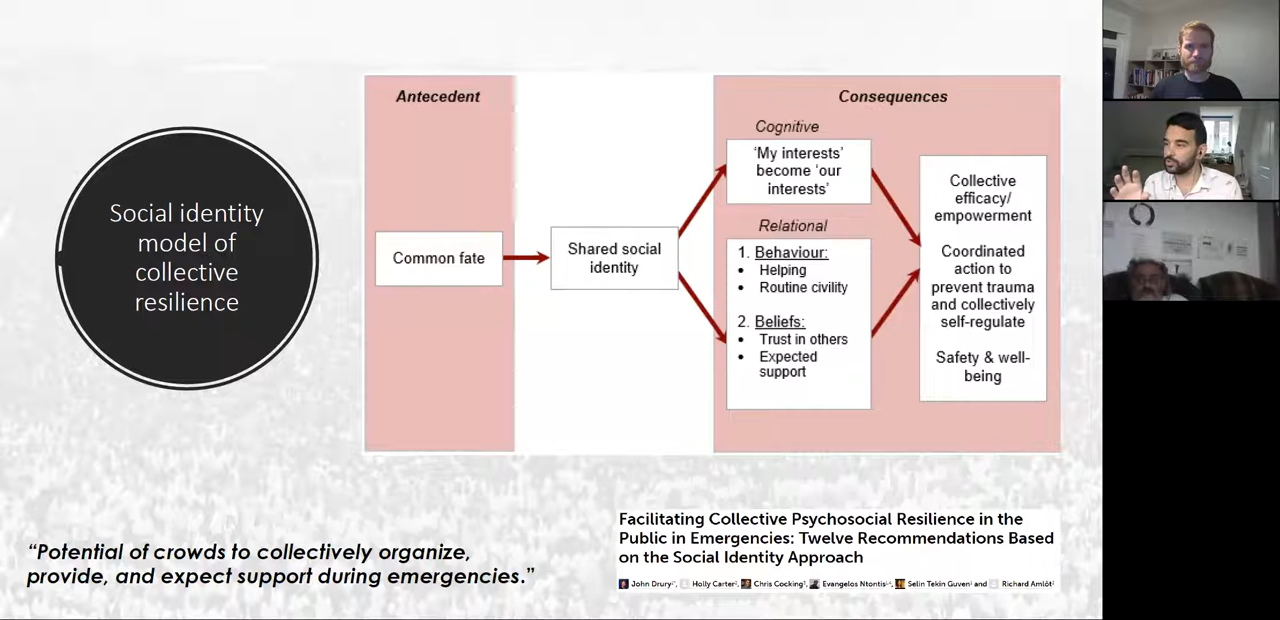 Social identity
model of
collective
resilience
Antecedent
Common fate
Shared social
identity
Consequences
Cognitive
‘My interests’
become ‘our
interests’
Relational
1. Behaviour:
• Helping
• Routine civility
2. Beliefs:
• Trust in others
• Expected
support
Collective
efficacy/
empowerment
Coordinated
action to
prevent trauma
and collectively
self-regulate
Safety & well-
being
“Potential of crowds to collectively organize,
provide, and expect support during emergencies.”
Facilitating Collective Psychosocial Resilience in the
Public in Emergencies: Twelve Recommendations Based
on the Social Identity Approach
John Drury, Holly Carter, Chris Cocking, Evangelos Ntontis, Selin Tekin Guven and Richard Amlôt